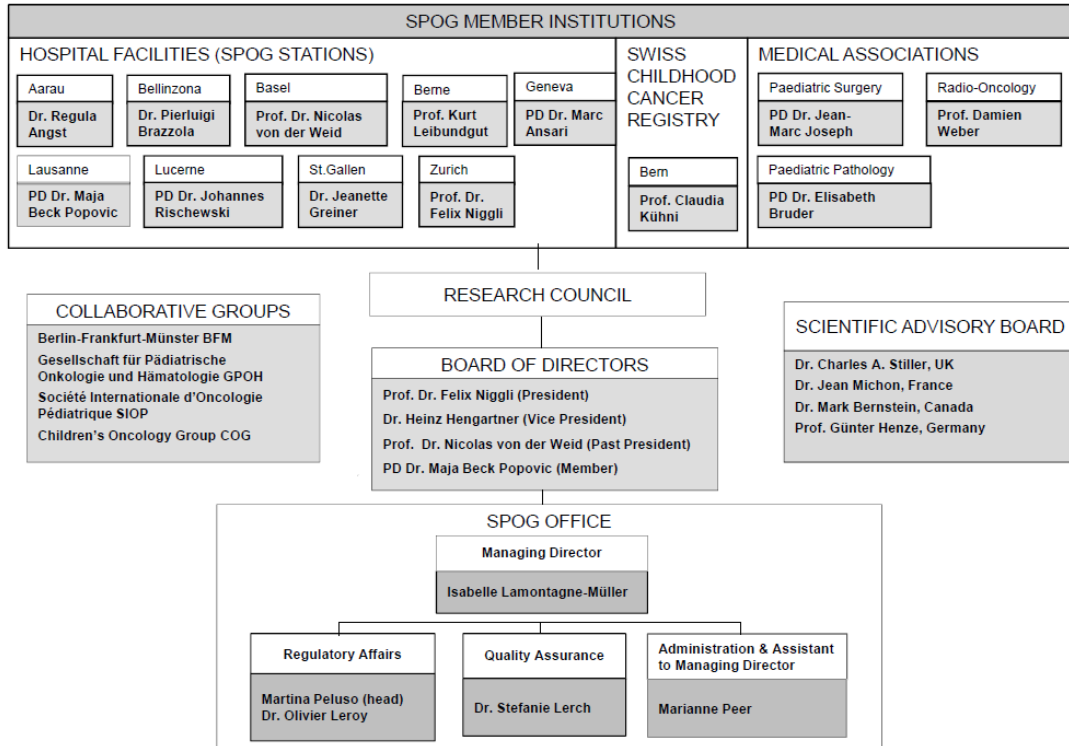 SPOG MEMBER INSTITUTIONS
HOSPITAL FACILITIES (SPOG STATIONS)
Aarau
Dr. Regula
Angst
Bellinzona
Dr. Pierluigi
Brazzola
Basel
Prof. Dr. Nicolas
von der Weid
Berne
Prof. Kurt
Leibundgut
Geneva
PD Dr. Marc
Ansari
Lausanne
PD Dr. Maja
Beck Popovic
Lucerne
PD Dr. Johannes
Rischewski
St.Gallen
Dr. Jeanette
Greiner
Zurich
Prof. Dr.
Felix Niggli
SWISS
CHILDHOOD
CANCER
REGISTRY
Bern
Prof. Claudia
Kühni
MEDICAL ASSOCIATIONS
Paediatric Surgery
PD Dr. Jean-
Marc Joseph
Radio-Oncology
Prof. Damien
Weber
Paediatric Pathology
PD Dr. Elisabeth
Bruder
RESEARCH COUNCIL
COLLABORATIVE GROUPS
Berlin-Frankfurt-Münster BFM
Gesellschaft für Pädiatrische
Onkologie und Hämatologie GPOH
Société Internationale d'Oncologie
Pédiatrique SIOP
Children's Oncology Group COG
BOARD OF DIRECTORS
Prof. Dr. Felix Niggli (President)
Dr. Heinz Hengartner (Vice President)
Prof. Dr. Nicolas von der Weid (Past President)
PD Dr. Maja Beck Popovic (Member)
SCIENTIFIC ADVISORY BOARD
Dr. Charles A. Stiller, UK
Dr. Jean Michon, France
Dr. Mark Bernstein, Canada
Prof. Günter Henze, Germany
SPOG OFFICE
Managing Director
Isabelle Lamontagne-Müller
Regulatory Affairs
Martina Peluso (head)
Dr. Olivier Leroy
Quality Assurance
Dr. Stefanie Lerch
Administration & Assistant
to Managing Director
Marianne Peer